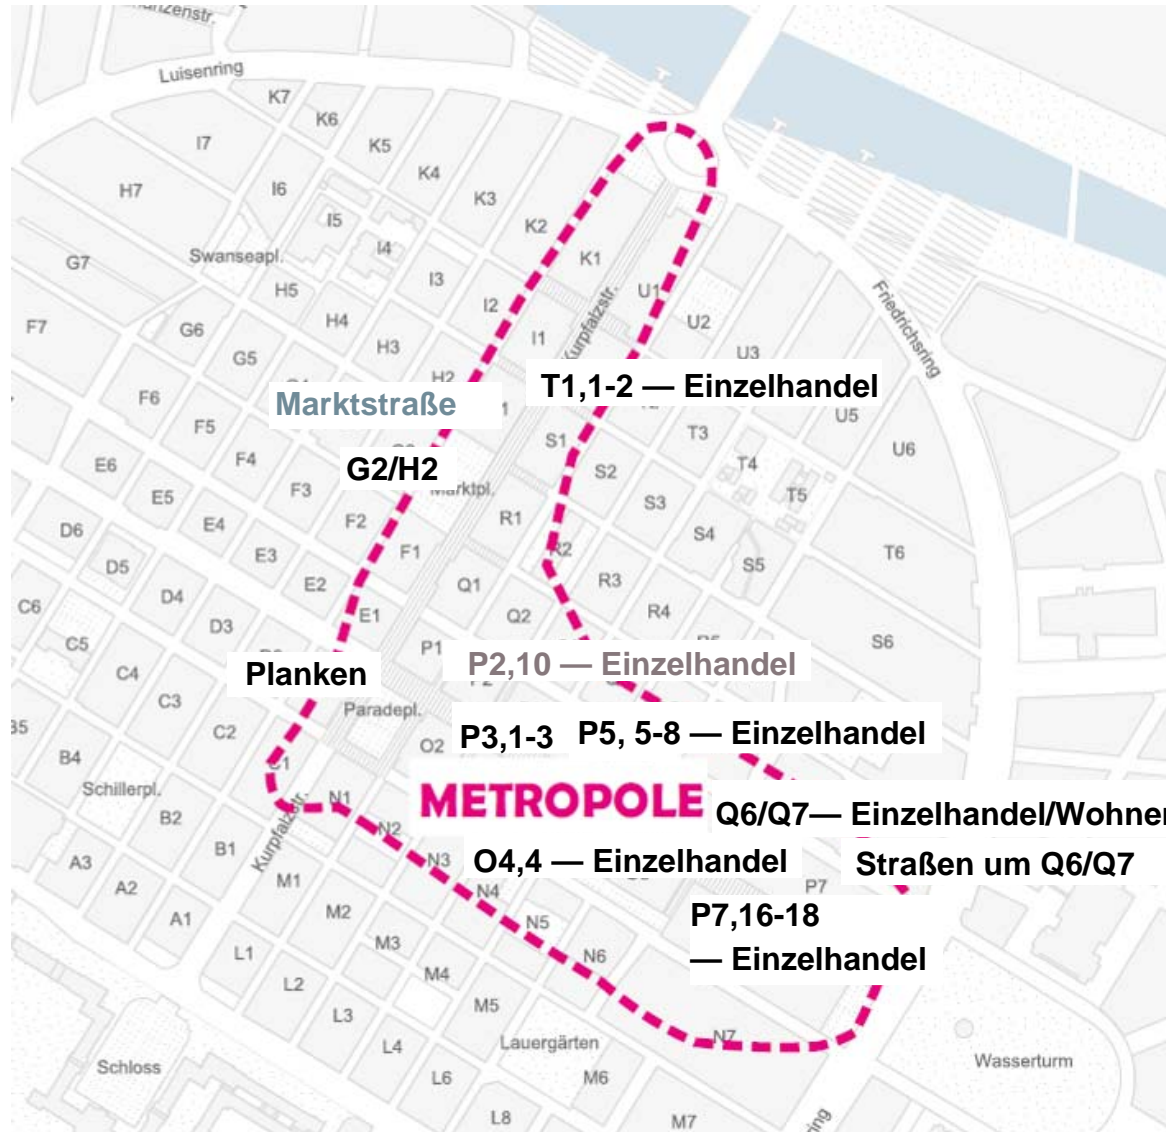 Luisenring
K7
K6
I7
K5
H7
I6
K4
K3
I5
K2
I4
Swanseapl.
K1
G7
I3
H5
U1
I2
Friedrichsring
Kurpfalzstr.
F7
G6
H4
I1
U2
G5
H3
U3
H2
T1,1-2 — Einzelhandel
F6
Marktstraße
U5
F5
S1
T3
U6
E6
F4
G2/H2
S2
T4
F3
Marktpl.
E5
T5
S3
D6
E4
F2
R1
S4
E3
F1
R2
T6
D5
S5
E2
Q1
R3
C6
D4
E1
Q2
R4
D3
C5
P1
S6
C4
Planken
P2,10 — Einzelhandel
C3
Paradepl.
C2
O2
P3,1-3
P5, 5-8 — Einzelhandel
B4
C1
Schillerpl.
N1
METROPOLE
Q6/Q7— Einzelhandel/Wohnen
B2
N2
Kurpfalzstr.
B1
A3
N3
O4,4 — Einzelhandel
Straßen um Q6/Q7
A2
M1
N4
P7
A1
M2
N5
P7,16-18
— Einzelhandel
L1
M3
N6
L2
M4
L3
M5
N7
L4
Lauergärten
Schloss
Wasserturm
L6
M6
L8
M7